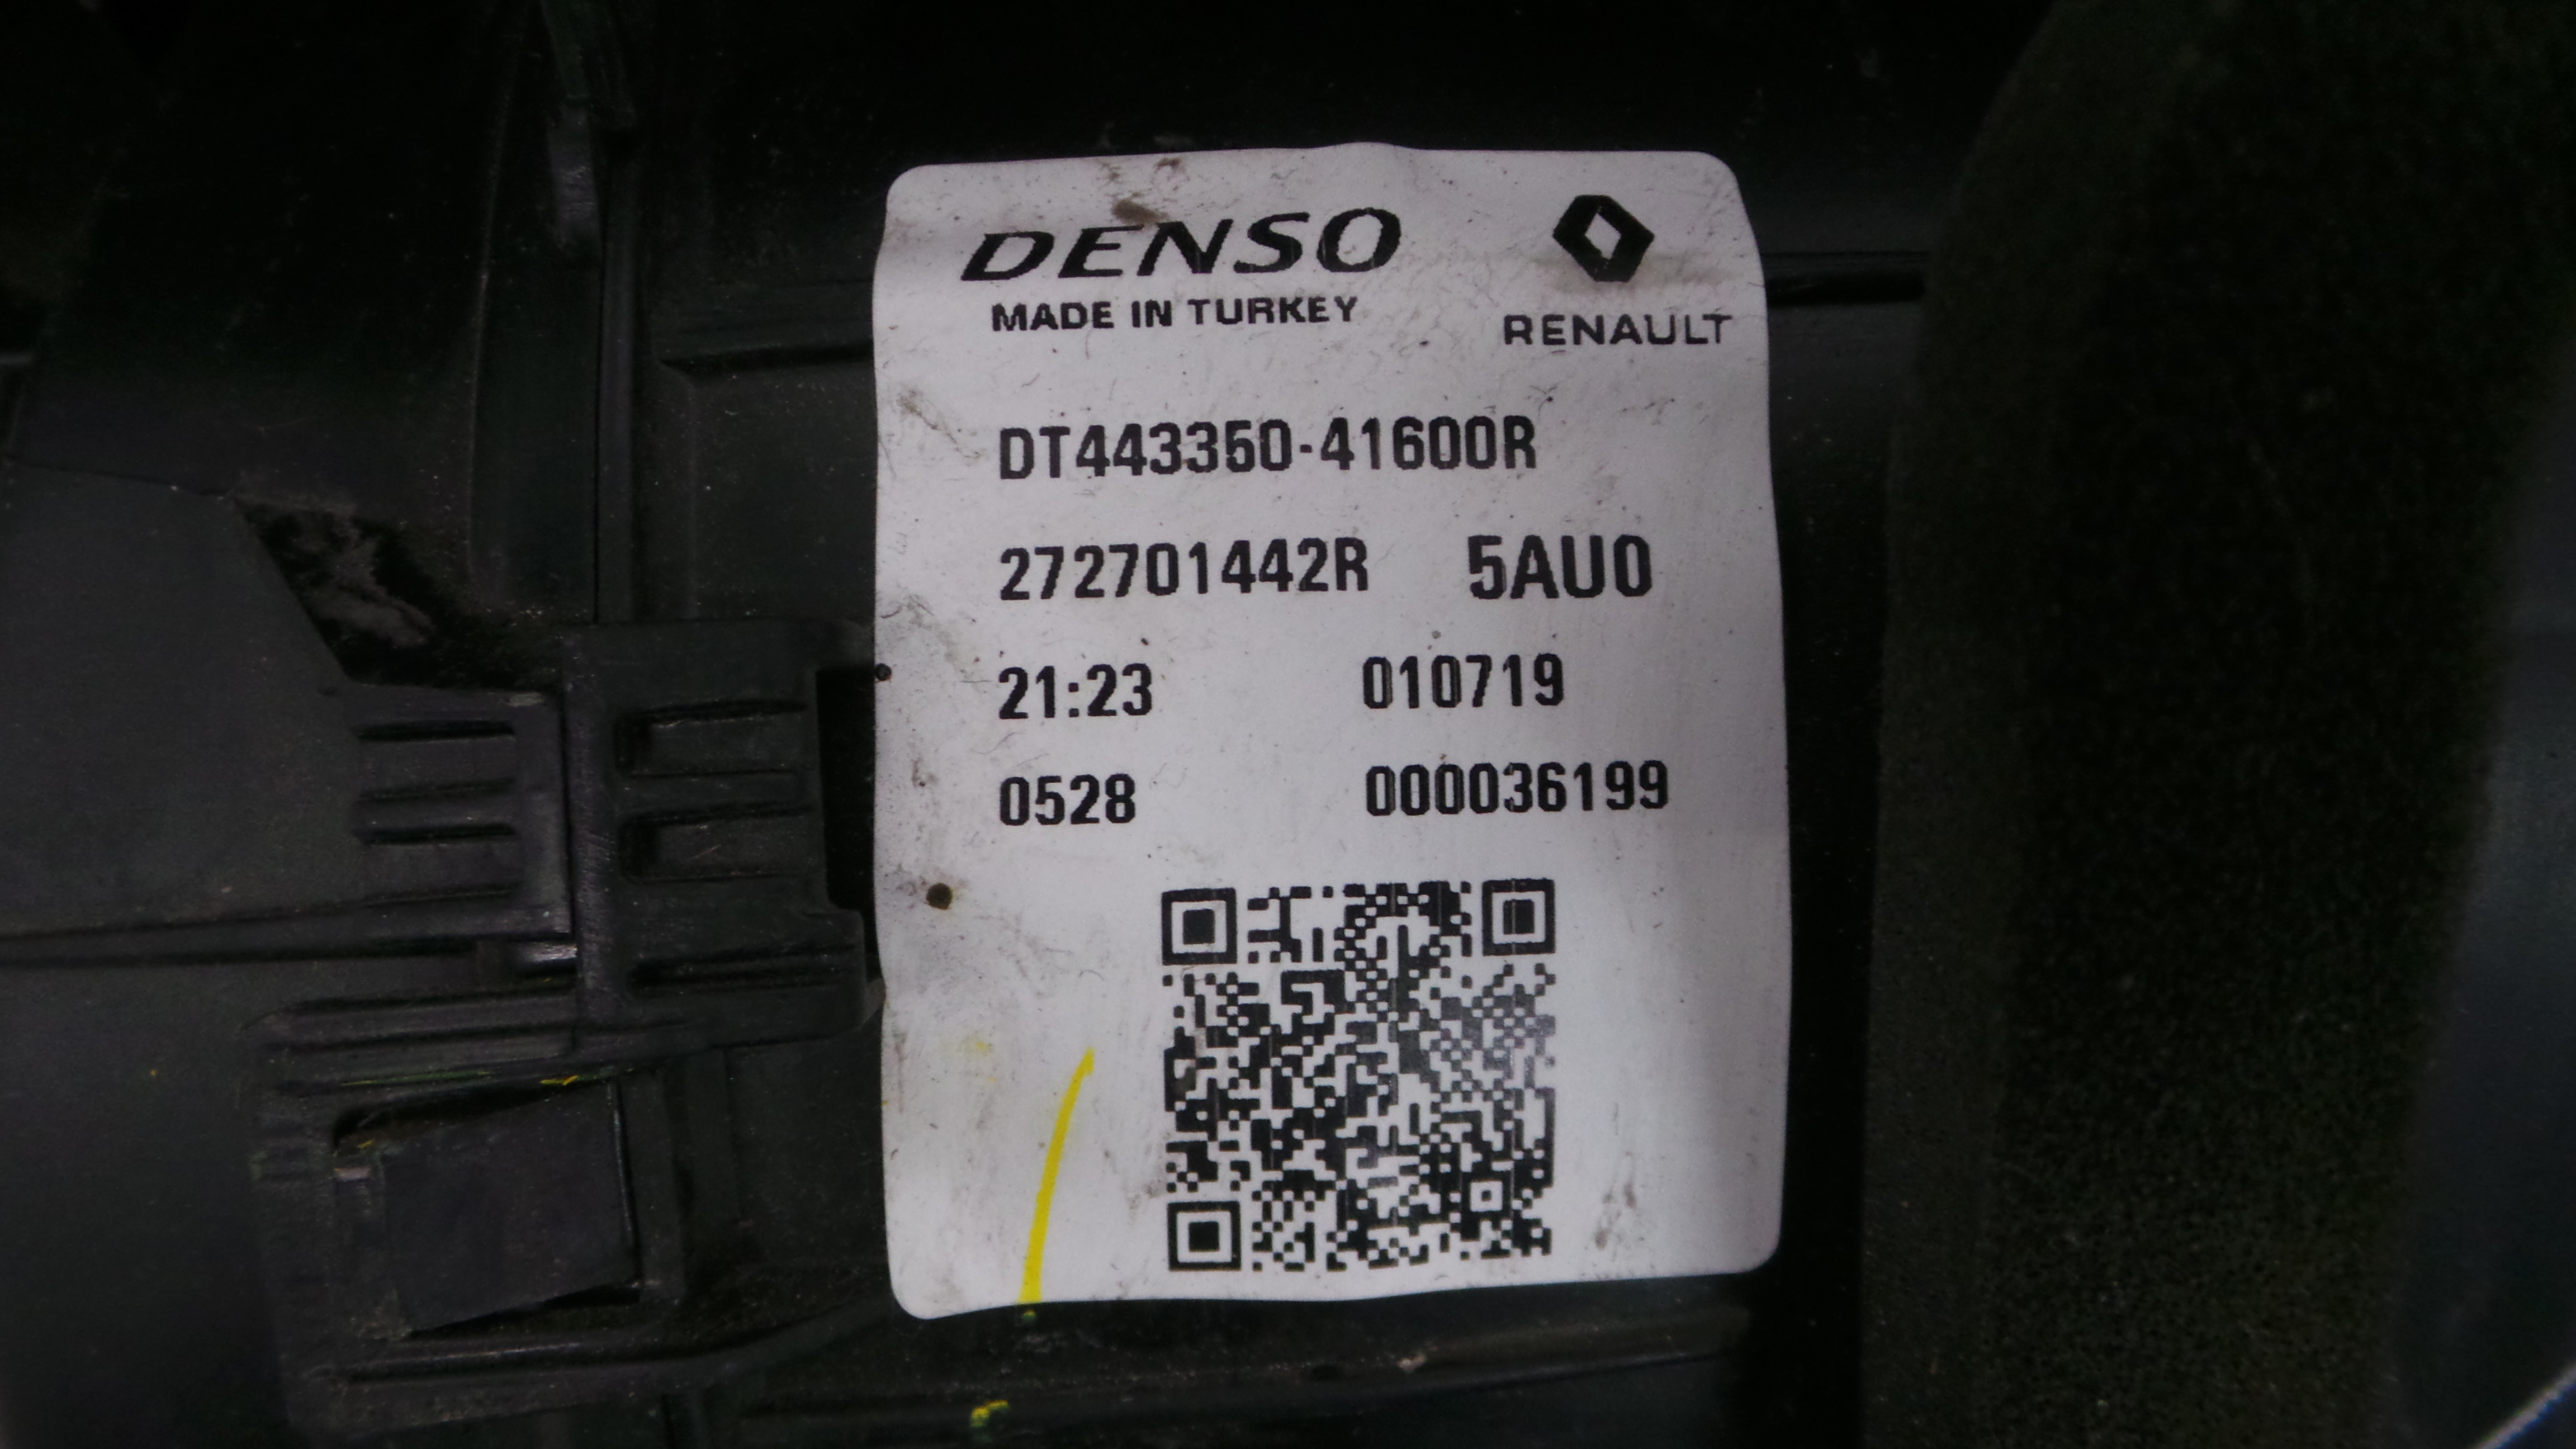 DENSO
MADE IN TURKEY
RENAULT
DT443350-41600R
272701442R 5AU0
21:23 010719
0528 000036199